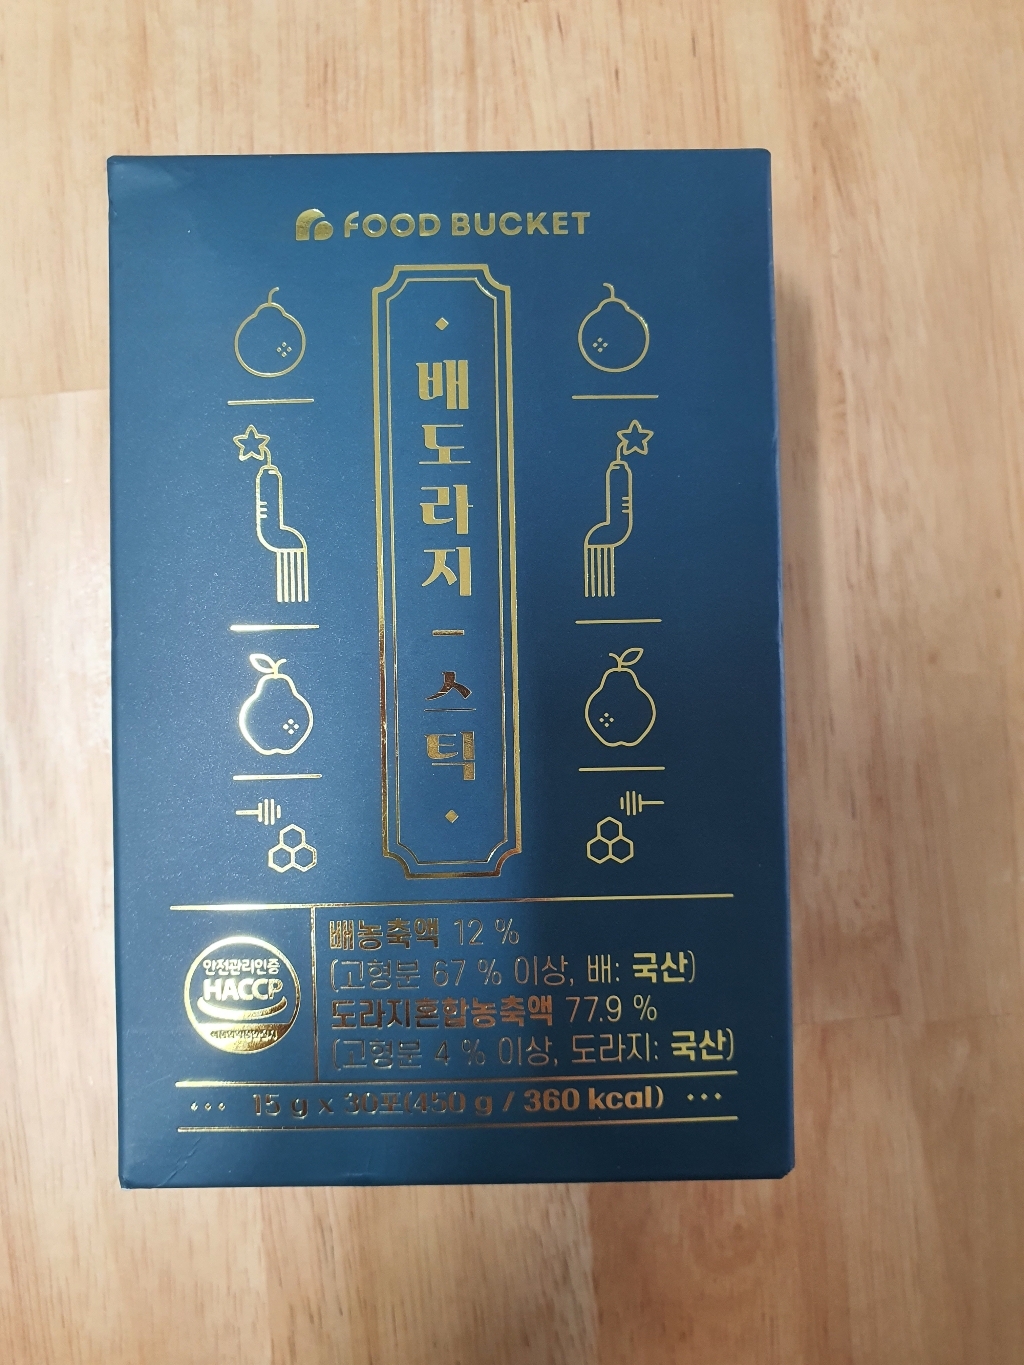 FOOD BUCKET
배도라지
스틱
배농축액 12 %
(고형분 67 % 이상, 배: 국산)
도라지혼합농축액 77.9 %
(고형분 4 % 이상, 도라지: 국산)
안전관리인증
HACCP
15 g x 30포(450 g / 360 kcal)